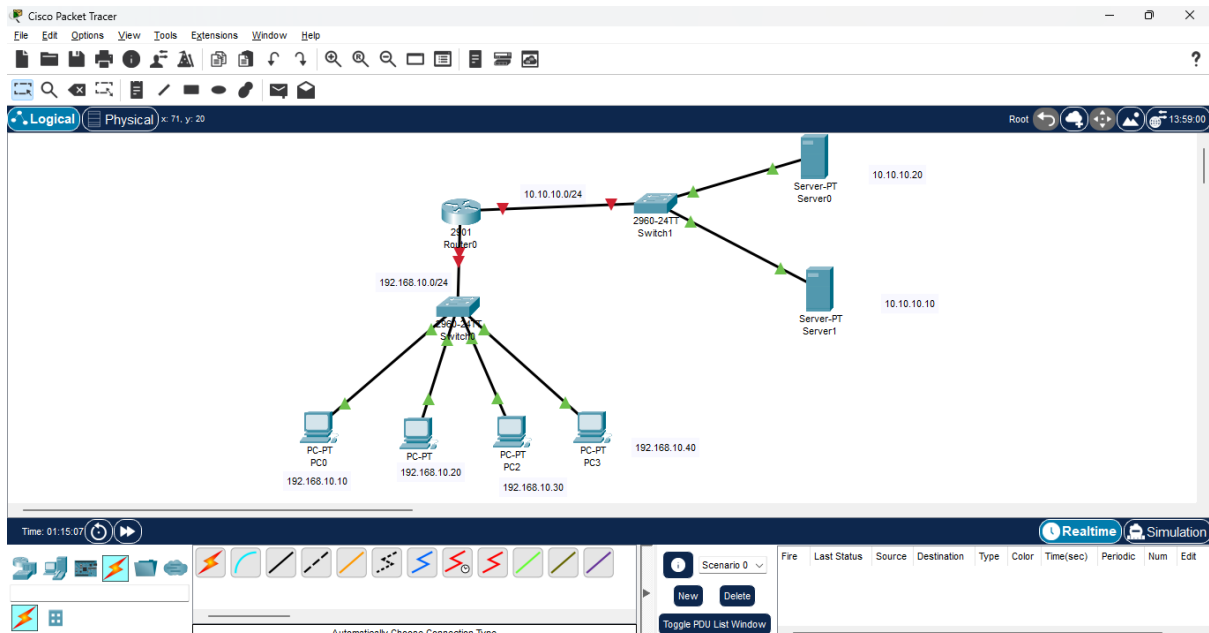 Cisco Packet Tracer
File Edit Options View Tools Extensions Window Help
?
Logical Physical x: 71, y: 20 Root 13:59:00
10.10.10.0/24
Server-PT
Server0
10.10.10.20
2901
Router0
2960-24TT
Switch1
192.168.10.0/24
2960-24TT
Switch0
Server-PT
Server1
10.10.10.10
PC-PT
PC0
192.168.10.10
PC-PT
192.168.10.20
PC-PT
PC2
192.168.10.30
PC-PT
PC3
192.168.10.40
Time: 01:15:07 Realtime Simulation
Scenario 0
New Delete
Toggle PDU List Window
Fire Last Status Source Destination Type Color Time(sec) Periodic Num Edit
Automatically Choose Connection Type